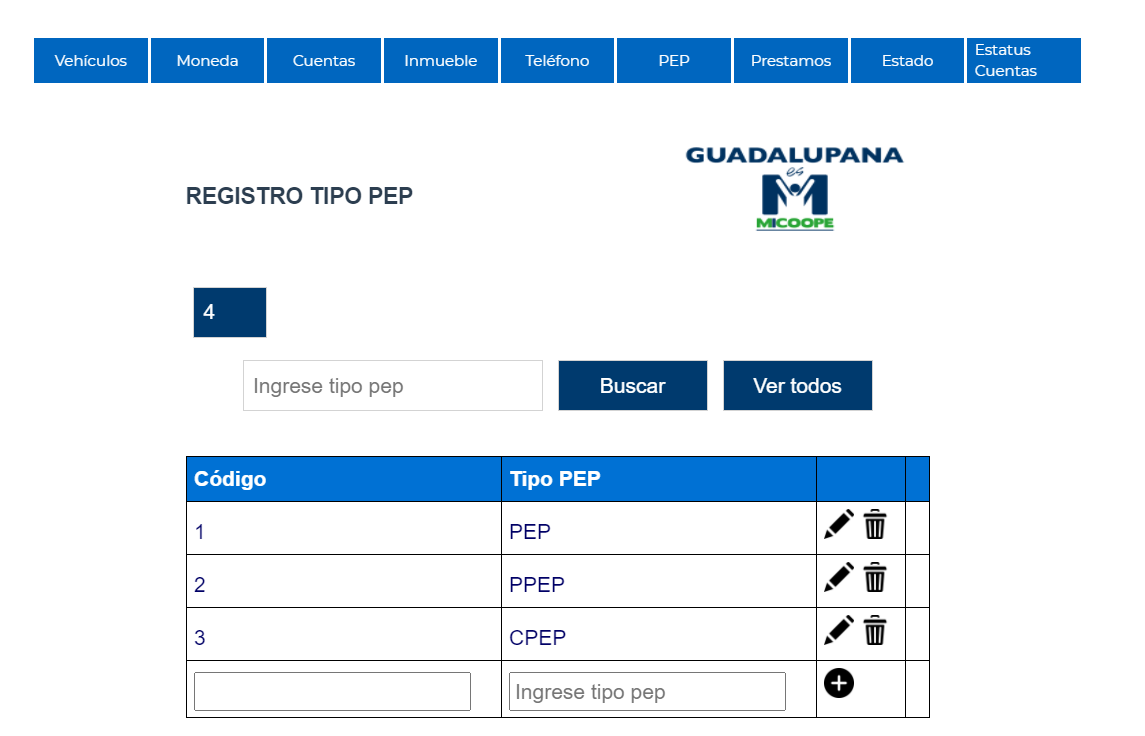 Vehículos Moneda Cuentas Inmueble Teléfono PEP Prestamos Estado Estatus Cuentas
GUADALUPANA
es
MICOOPE
REGISTRO TIPO PEP
4
Ingrese tipo pep Buscar Ver todos
Código Tipo PEP
1 PEP
2 PPEP
3 CPEP
Ingrese tipo pep